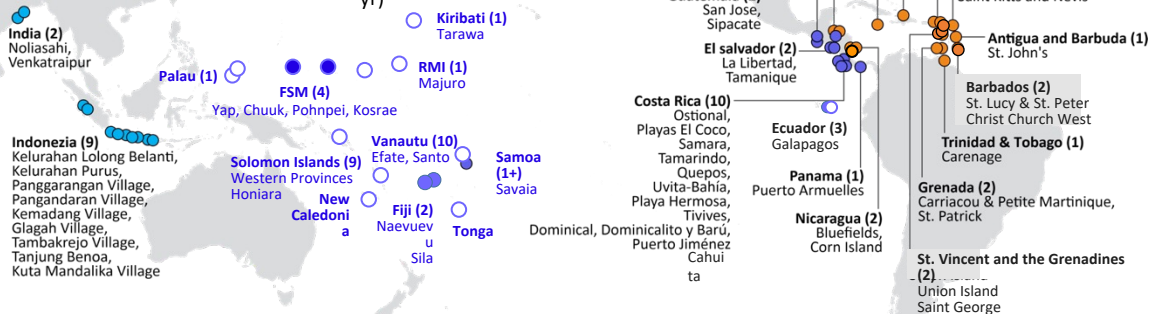 yr)
India (2)
Noliasahi,
Venkatraipur
Indonezia (9)
Kelurahan Lolong Belanti,
Kelurahan Purus,
Panggarangan Village,
Pangandaran Village,
Kemadang Village,
Glagah Village,
Tambakrejo Village,
Tanjung Benoa,
Kuta Mandalika Village
Palau (1)
FSM (4)
Yap, Chuuk, Pohnpei, Kosrae
Kiribati (1)
Tarawa
RMI (1)
Majuro
Solomon Islands (9)
Western Provinces
Honiara
Vanautu (10)
Efate, Santo
Samoa
(1+)
Savaia
New
Caledoni
a
Fiji (2)
Naevuev
u
Sila
Tonga
San Jose,
Sipacate
El salvador (2)
La Libertad,
Tamanique
Costa Rica (10)
Ostional,
Playas El Coco,
Samara,
Tamarindo,
Quepos,
Uvita-Bahía,
Playa Hermosa,
Tivives,
Dominical, Dominicalito y Barú,
Puerto Jiménez
Cahui
ta
Ecuador (3)
Galapagos
Panama (1)
Puerto Armuelles
Nicaragua (2)
Bluefields,
Corn Island
Antigua and Barbuda (1)
St. John's
Barbados (2)
St. Lucy & St. Peter
Christ Church West
Trinidad & Tobago (1)
Carenage
Grenada (2)
Carriacou & Petite Martinique,
St. Patrick
St. Vincent and the Grenadines
(2)
Union Island
Saint George